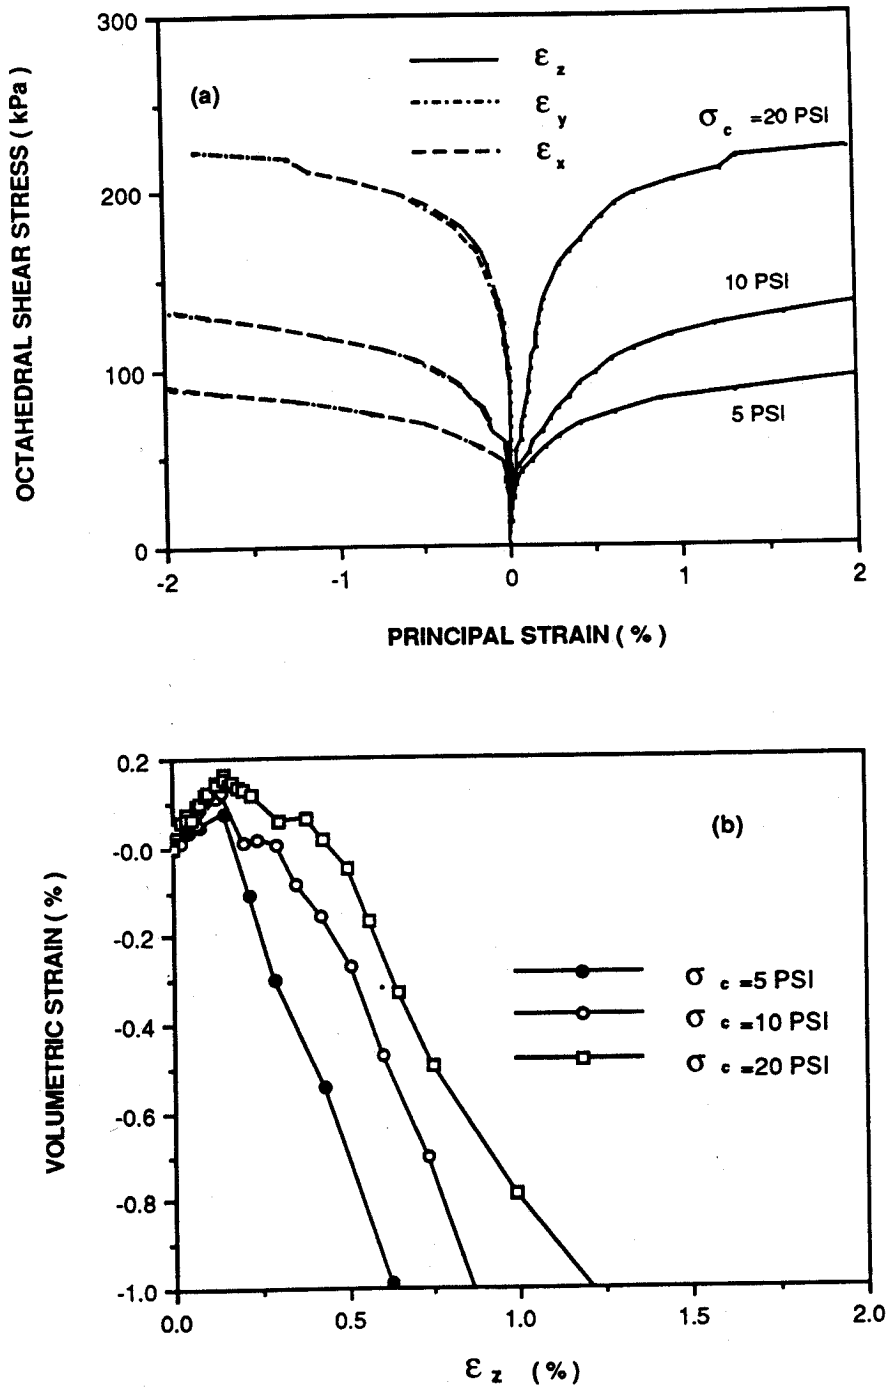 300
(a)
ε z
ε y
ε x
σ c =20 PSI
250
200
10 PSI
100
5 PSI
0
-2
-1
0
1
2
OCTAHEDRAL SHEAR STRESS ( kPa )
PRINCIPAL STRAIN ( % )
0.2
(b)
-0.0
-0.2
σ c =5 PSI
σ c =10 PSI
-0.4
σ c =20 PSI
-0.6
-0.8
-1.0
0.0
0.5
1.0
1.5
2.0
VOLUMETRIC STRAIN ( % )
ε z (%)